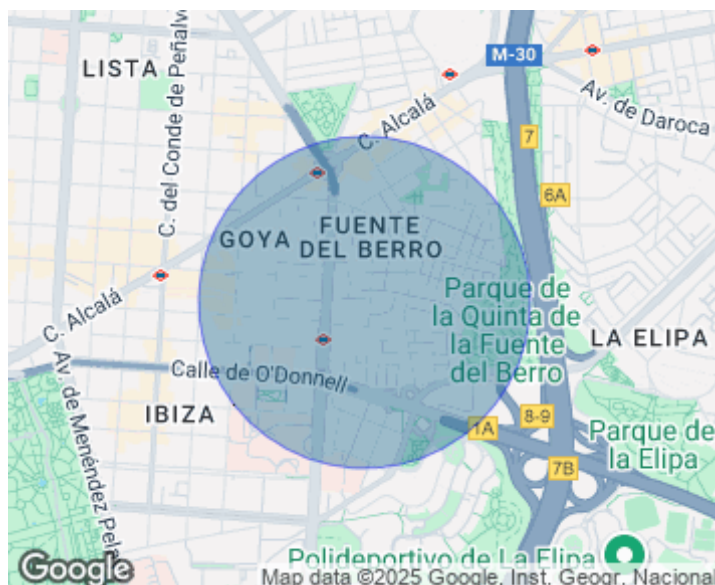 M-30
LISTA
C. del Conde de Peñalve
C. Alcalá
Av. de Daroca
7
6A
GOYA
FUENTE
DEL BERRO
Parque de
la Quinta de
la Fuente
del Berro
LA ELIPA
C. Alcalá
Av. de Menéndez Pela
Calle de O'Donnell
IBIZA
1A
8-9
7B
Parque de
la Elipa
Polideportivo de La Elipa
Google
Map data ©2025 Google, Inst. Geogr. Nacional